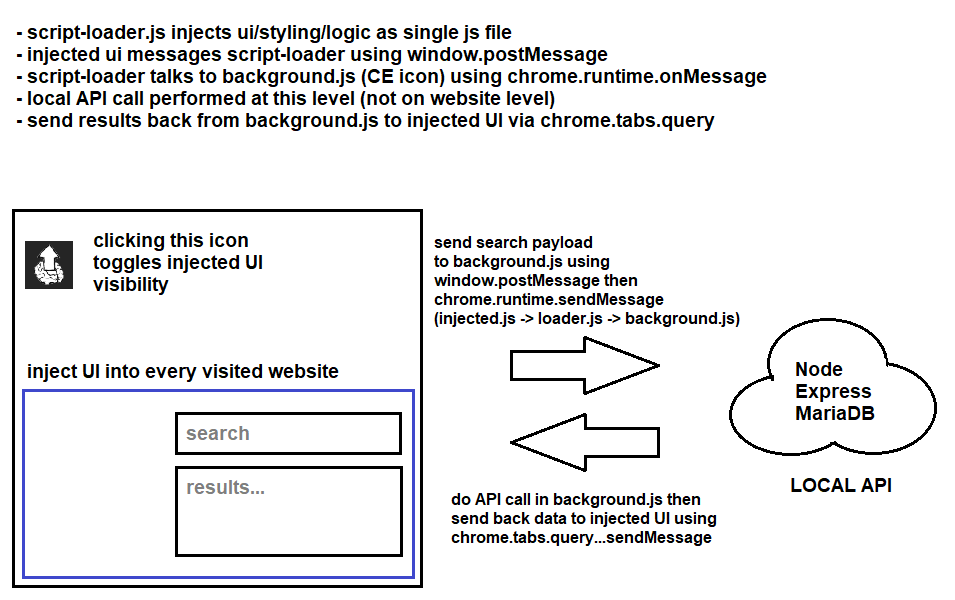 - script-loader.js injects ui/styling/logic as single js file
- injected ui messages script-loader using window.postMessage
- script-loader talks to background.js (CE icon) using chrome.runtime.onMessage
- local API call performed at this level (not on website level)
- send results back from background.js to injected UI via chrome.tabs.query
clicking this icon
toggles injected UI
visibility
inject UI into every visited website
search
results...
send search payload
to background.js using
window.postMessage then
chrome.runtime.sendMessage
(injected.js -> loader.js -> background.js)
do API call in background.js then
send back data to injected UI using
chrome.tabs.query...sendMessage
Node
Express
MariaDB
LOCAL API